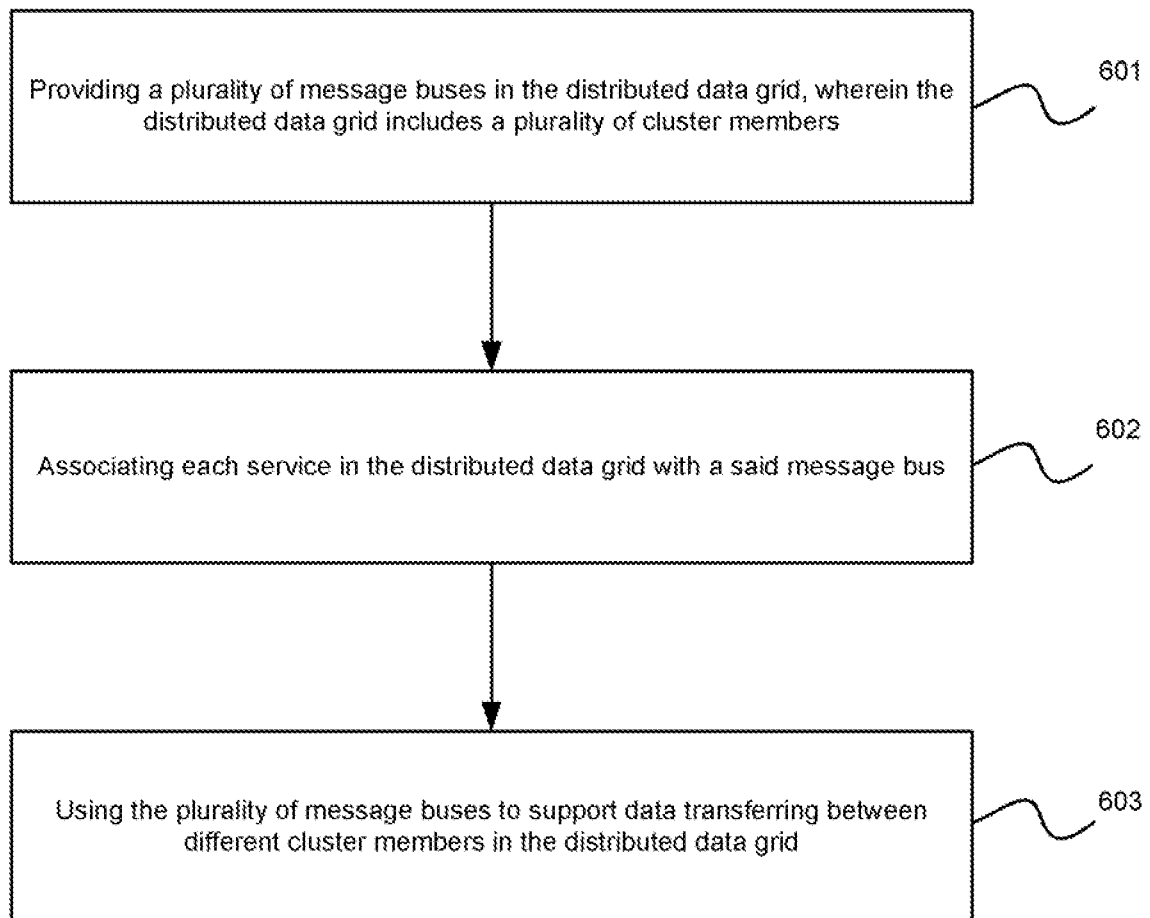 Providing a plurality of message buses in the distributed data grid, wherein the
distributed data grid includes a plurality of cluster members
601
Associating each service in the distributed data grid with a said message bus
602
Using the plurality of message buses to support data transferring between
different cluster members in the distributed data grid
603